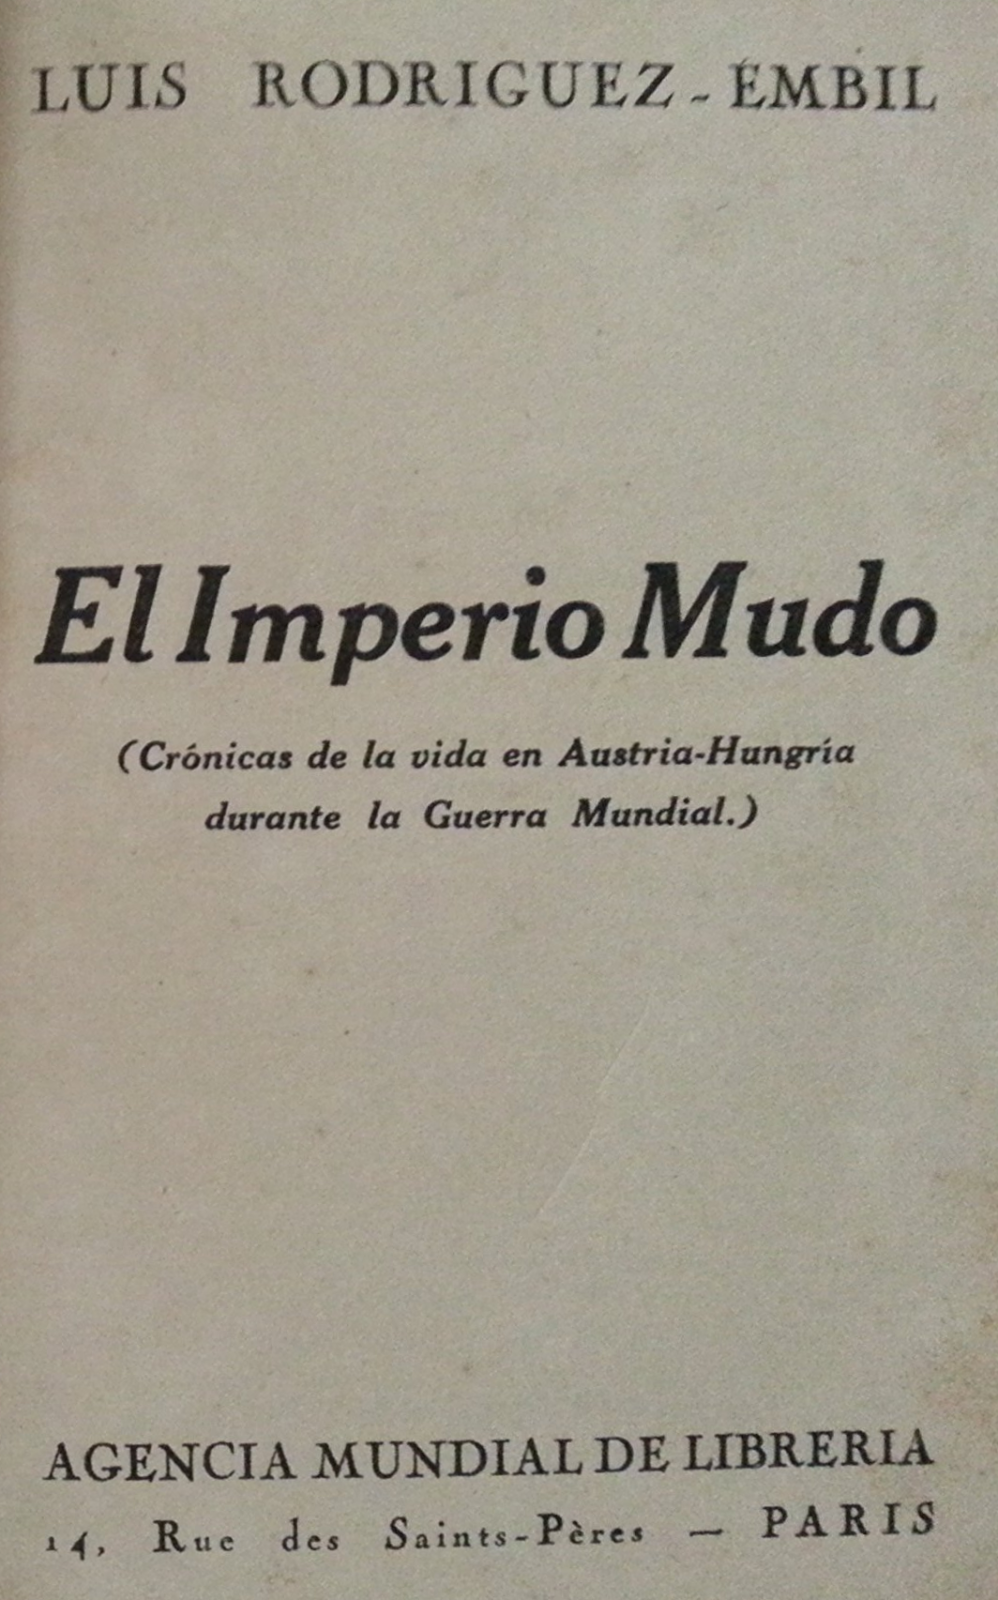 LUIS RODRIGUEZ-EMBIL
El Imperio Mudo
(Crónicas de la vida en Austria-Hungría
durante la Guerra Mundial.)
AGENCIA MUNDIAL DE LIBRERIA
14, Rue des Saints-Pères — PARIS